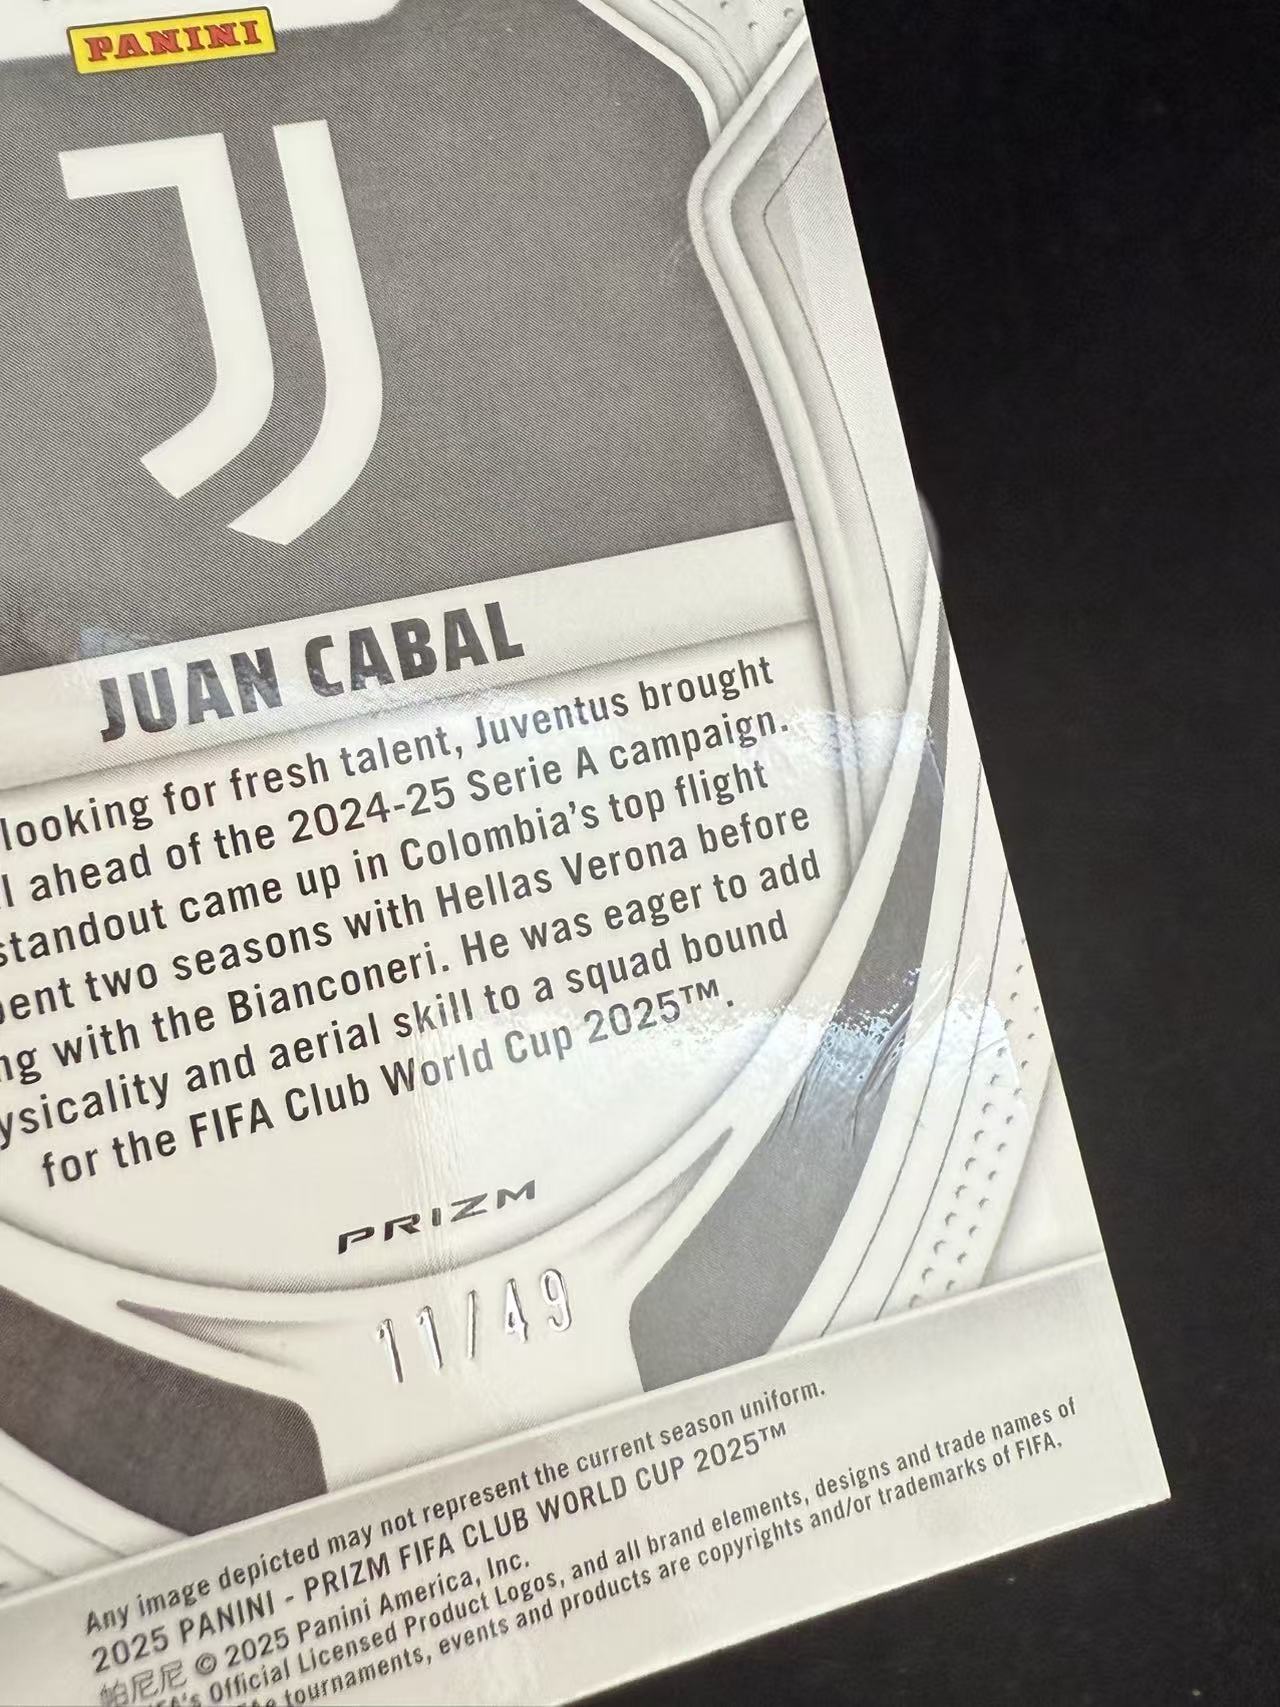 PANINI
JUAN CABAL
looking for fresh talent, Juventus brought
ahead of the 2024-25 Serie A campaign.
standout came up in Colombia's top flight
two seasons with Hellas Verona before
with the Bianconeri. He was eager to add
and aerial skill to a squad bound
for the FIFA Club World Cup 2025™.
PRIZM
11/49
Any image depicted may not represent the current season uniform.
2025 PANINI - PRIZM FIFA CLUB WORLD CUP 2025™
帕尼尼 © 2025 Panini America, Inc.
Official Licensed Product Logos, and all brand elements, designs and trade names of
tournaments, events and products are copyrights and/or trademarks of FIFA.